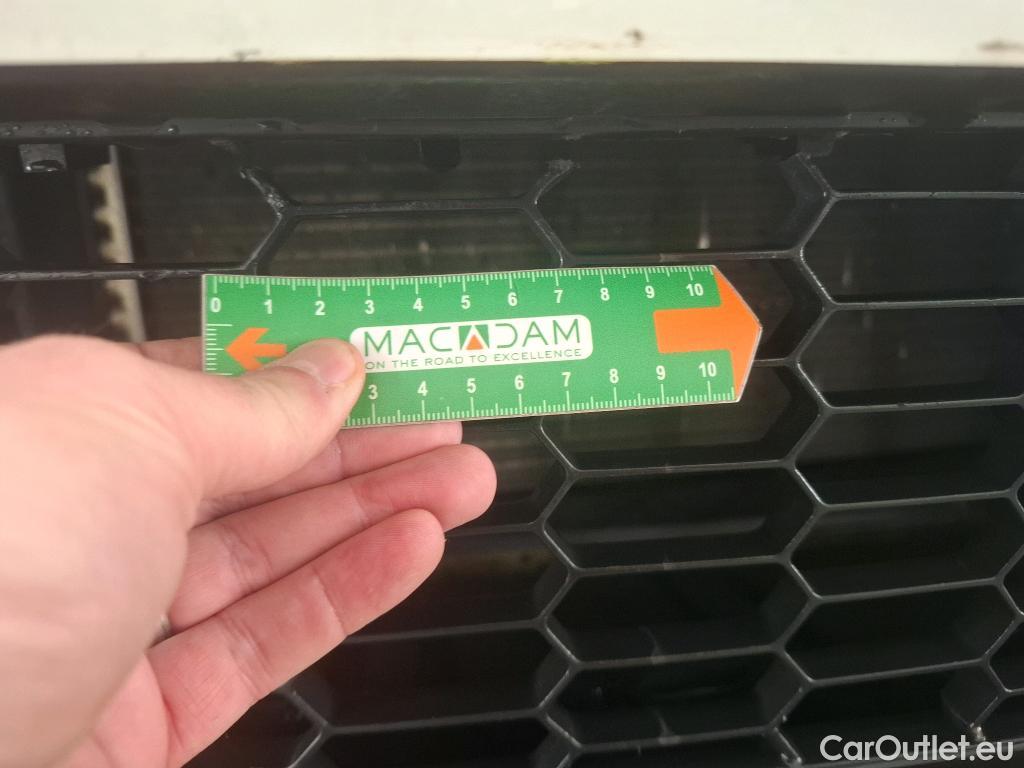 0 1 2 3 4 5 6 7 8 9 10
MACADAM
ON THE ROAD TO EXCELLENCE
3 4 5 6 7 8 9 10
CarOutlet.eu